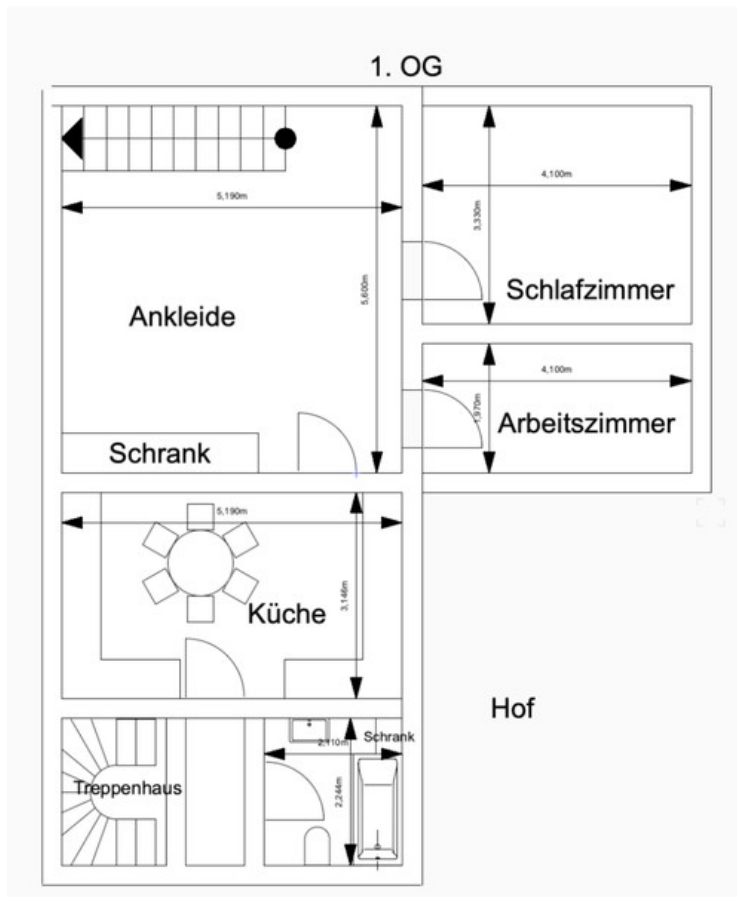 1. OG
5,190m
4,100m
3,330m
5,600m
Schlafzimmer
Ankleide
4,100m
1,970m
Arbeitszimmer
Schrank
5,190m
3,146m
Küche
Hof
Schrank
2,110m
2,244m
Treppenhaus